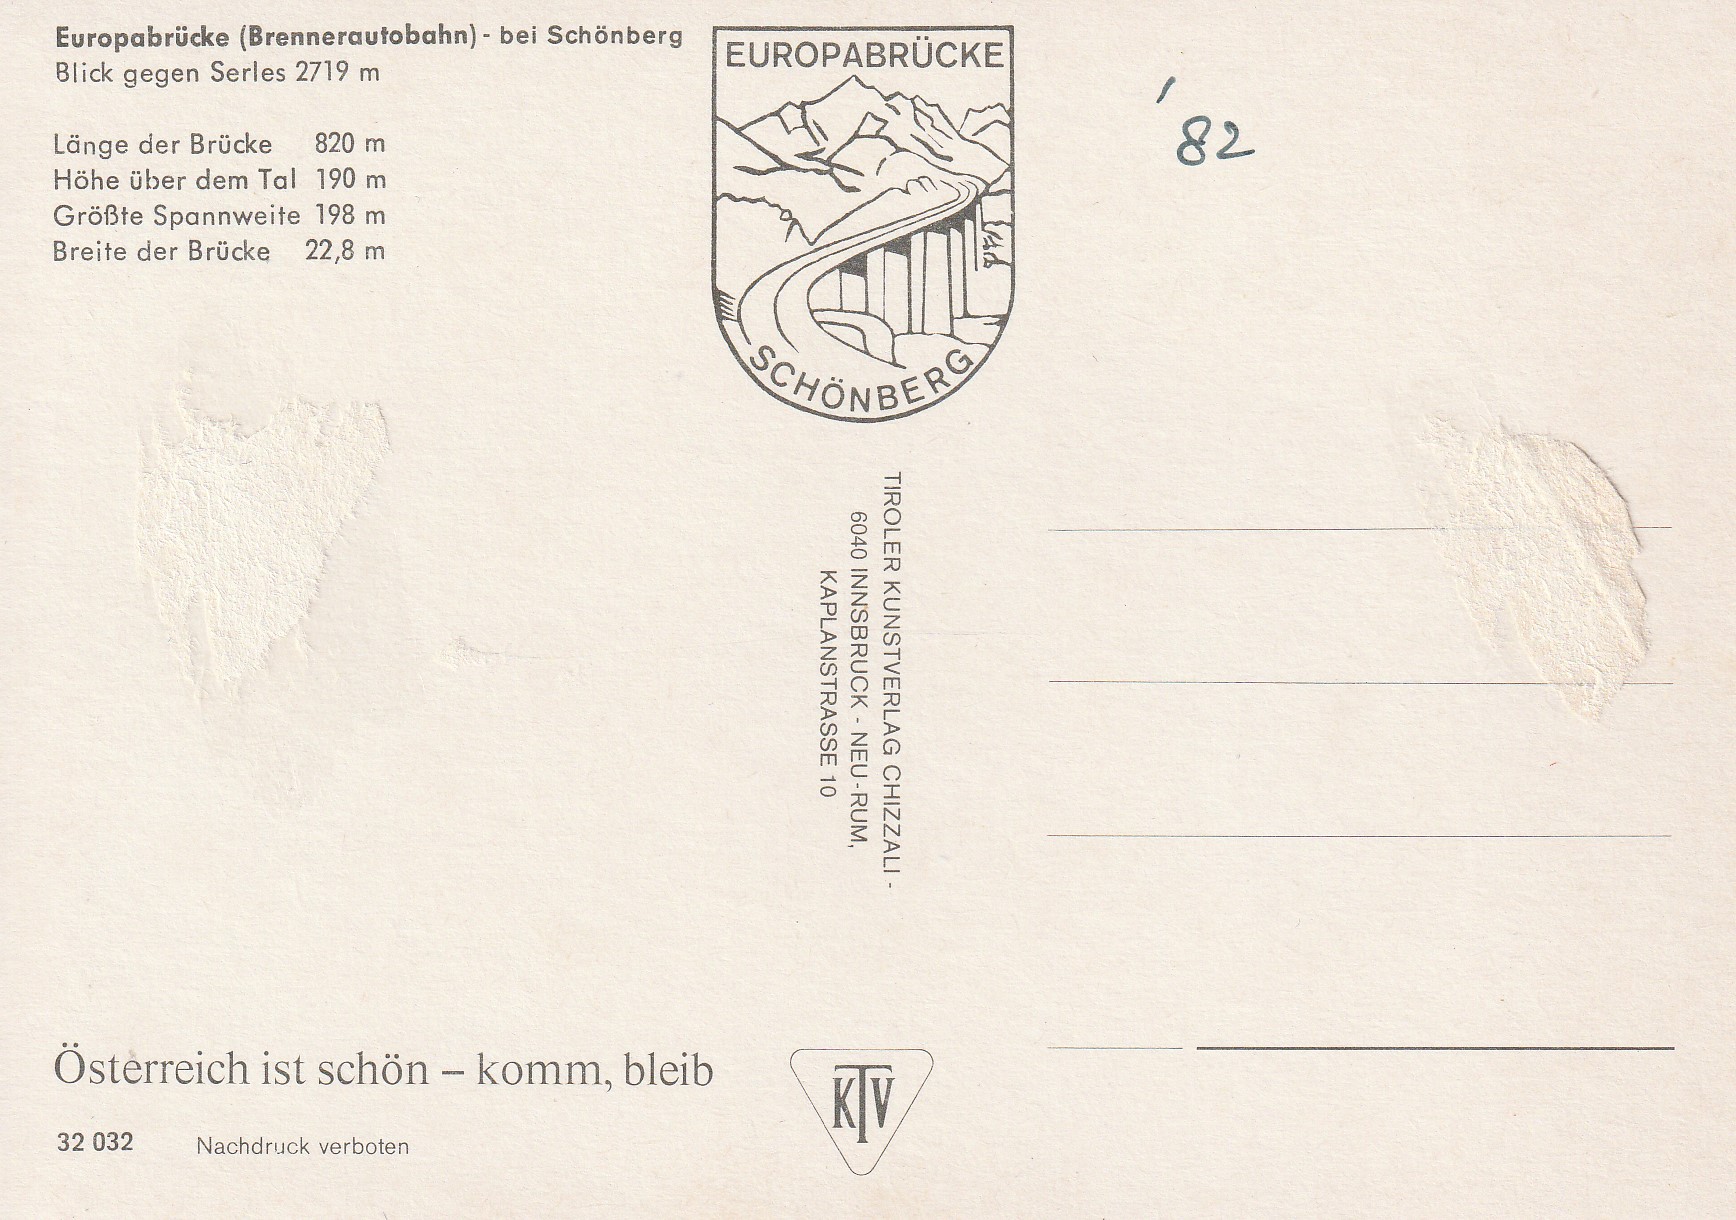 Europabrücke (Brennerautobahn) - bei Schönberg
Blick gegen Serles 2719 m
Länge der Brücke 820 m
Höhe über dem Tal 190 m
Größte Spannweite 198 m
Breite der Brücke 22,8 m
EUROPABRÜCKE
SCHÖNBERG
'82
TIROLER KUNSTVERLAG CHIZZALI -
6040 INNSBRUCK - NEU-RUM,
KAPLANSTRASSE 10
Österreich ist schön – komm, bleib
32 032 Nachdruck verboten
KTV